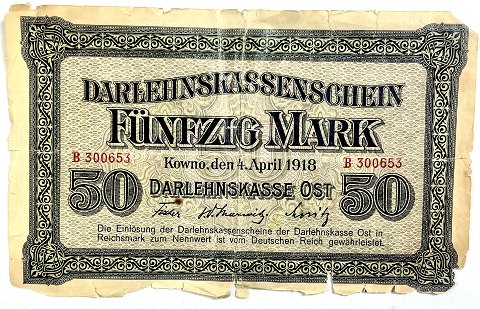 DARLEHNSKASSENSCHEIN
FÜNFZIG MARK
B 300653 Kowno, den 4. April 1918 B 300653
50 DARLEHNSKASSE OST 50
Die Einlösung der Darlehnskassenscheine der Darlehnskasse Ost in
Reichsmark zum Nennwert ist vom Deutschen Reich gewährleistet.